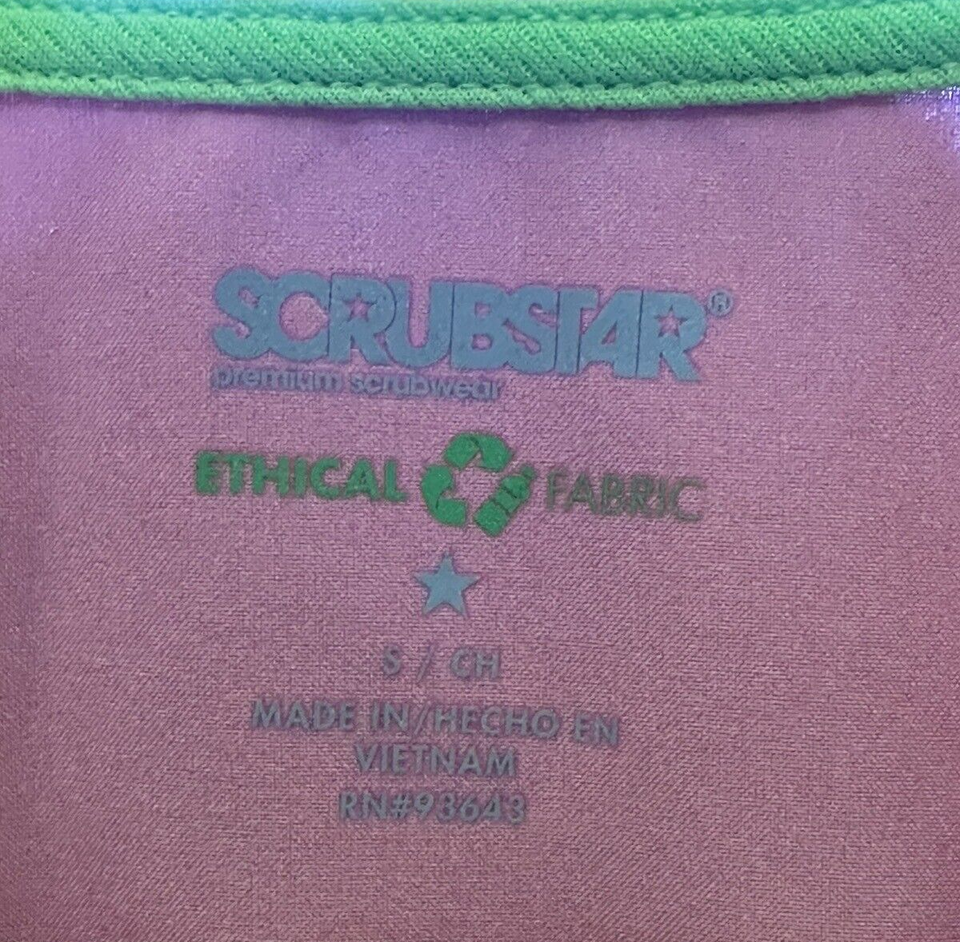 SCRUBSTAR®
premium scrubwear
ETHICAL FABRIC
S / CH
MADE IN/HECHO EN
VIETNAM
RN#93643